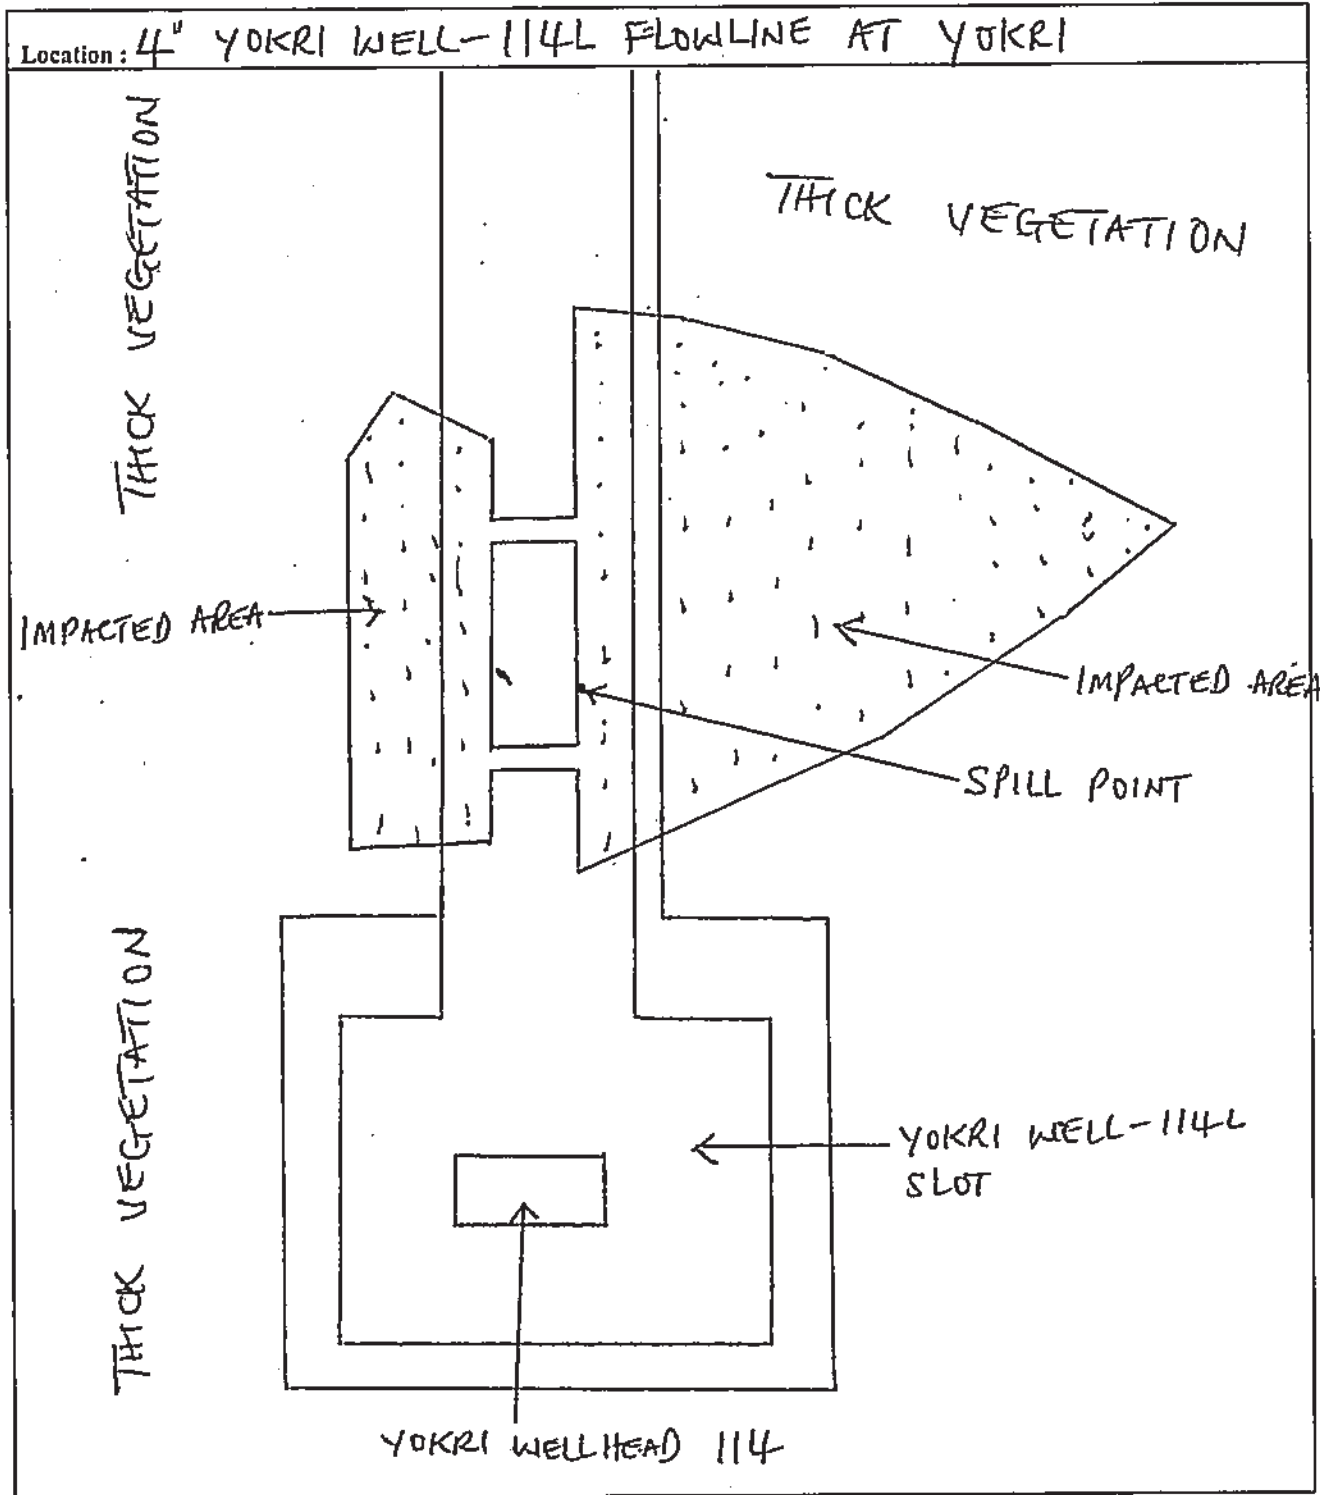 Location : 4" YOKRI WELL-114L FLOWLINE AT YOKRI
THICK VEGETATION
THICK VEGETATION
IMPACTED AREA
IMPACTED AREA
SPILL POINT
THICK VEGETATION
YOKRI WELL-114L
SLOT
YOKRI WELLHEAD 114